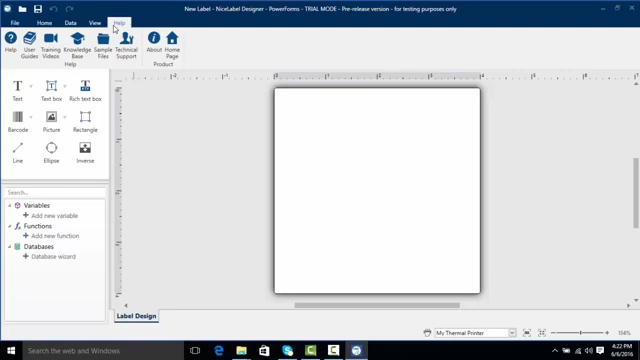 New Label - NiceLabel Designer - PowerForms - TRIAL MODE - Pre-release version - for testing purposes only
File Home Data View Help
Help User Guides Training Videos Knowledge Base Sample Files Technical Support About Home Page
Help Product
Text Text box Rich text box
Barcode Picture Rectangle
Line Ellipse Inverse
Search...
Variables
Add new variable
Functions
Add new function
Databases
Database wizard
Label Design
My Thermal Printer 154%
Search the web and Windows
4:22 PM
6/6/2016